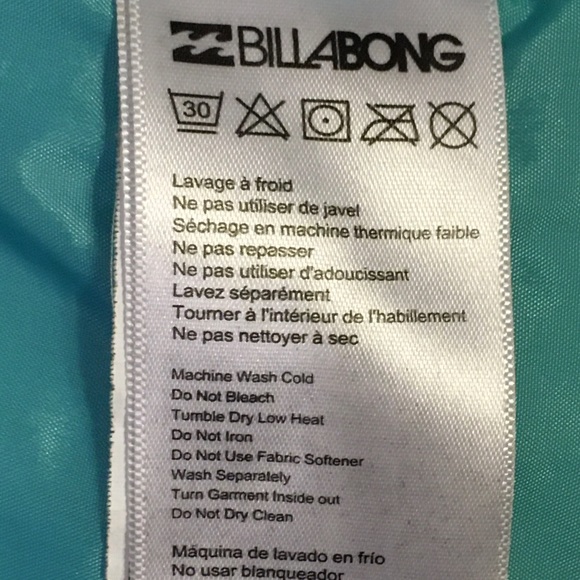 BILLABONG
30
Lavage à froid
Ne pas utiliser de javel
Séchage en machine thermique faible
Ne pas repasser
Ne pas utiliser d'adoucissant
Lavez séparément
Tourner à l'intérieur de l'habillement
Ne pas nettoyer à sec
Machine Wash Cold
Do Not Bleach
Tumble Dry Low Heat
Do Not Iron
Do Not Use Fabric Softener
Wash Separately
Turn Garment Inside out
Do Not Dry Clean
Máquina de lavado en frío
No usar blanqueador